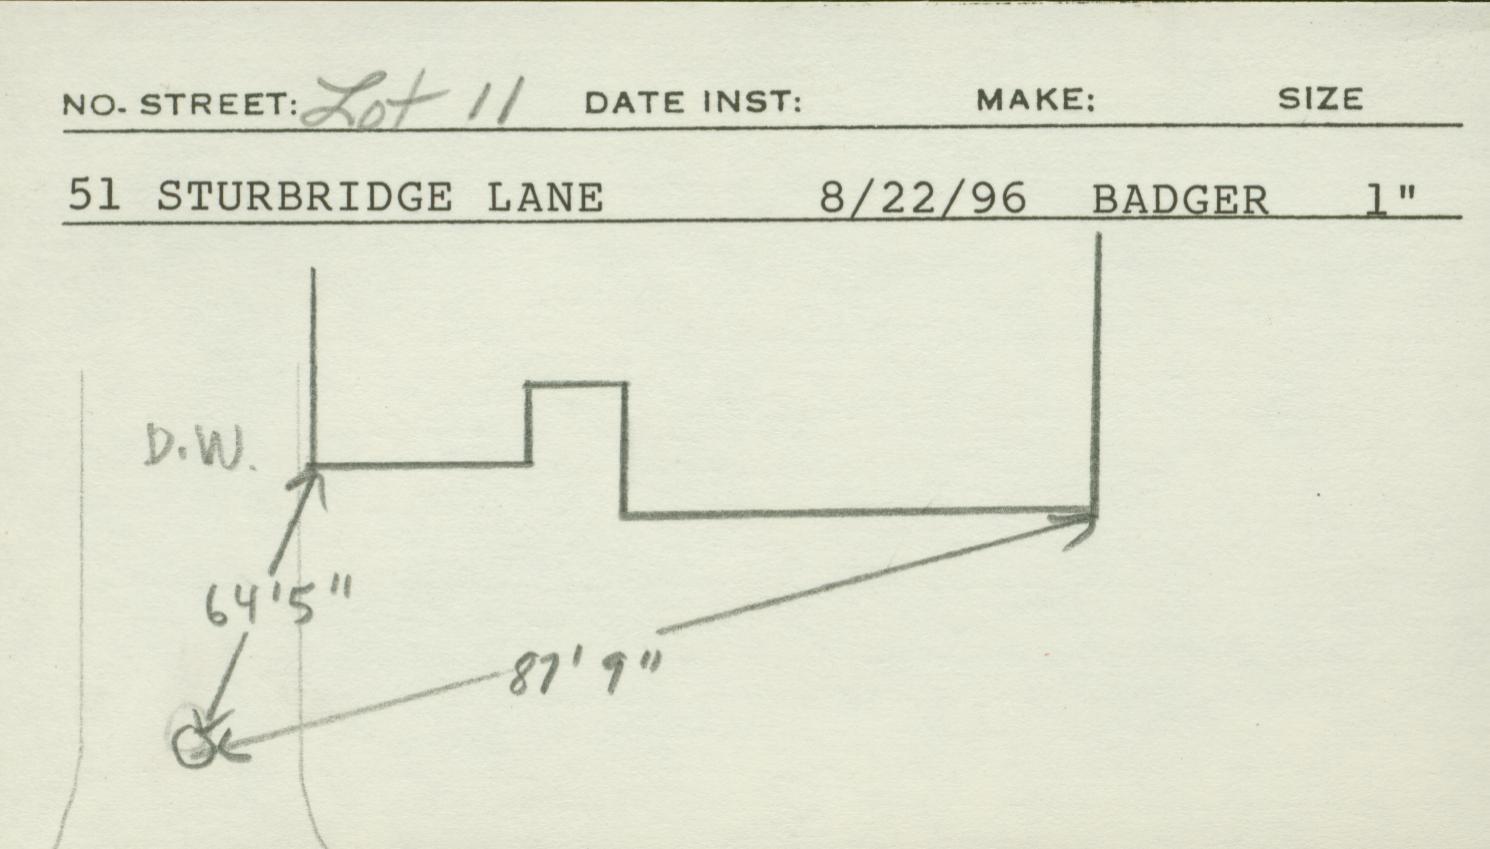 NO. STREET: Lot 11 DATE INST: MAKE: SIZE
51 STURBRIDGE LANE 8/22/96 BADGER 1"
D.W.
64'5"
87'9"